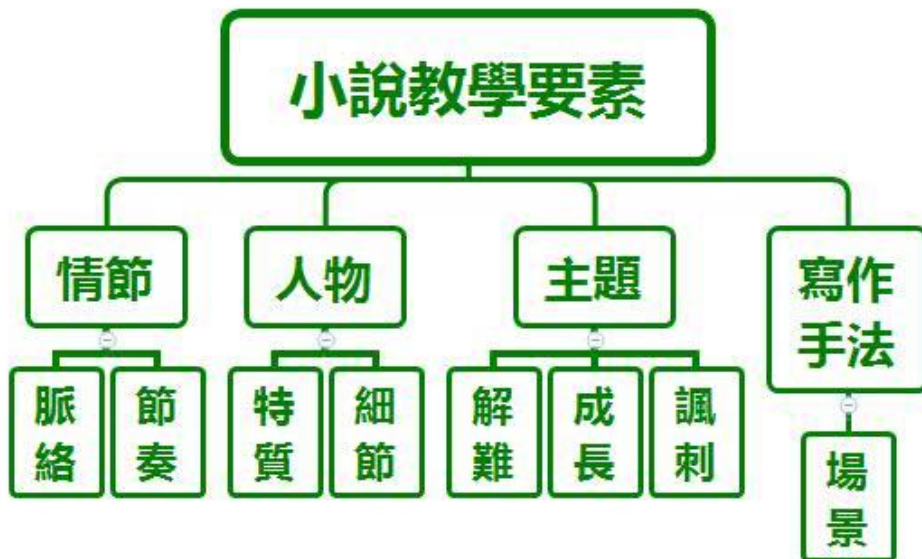 小說教學要素
情節
人物
主題
寫作
手法
脈絡
節奏
特質
細節
解難
成長
諷刺
場景